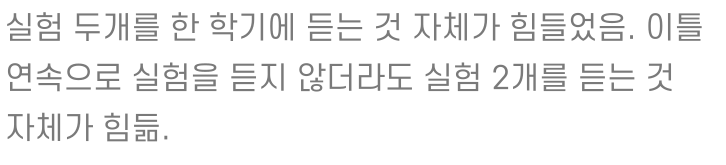 실험 두개를 한 학기에 듣는 것 자체가 힘들었음. 이틀
연속으로 실험을 듣지 않더라도 실험 2개를 듣는 것
자체가 힘듦.